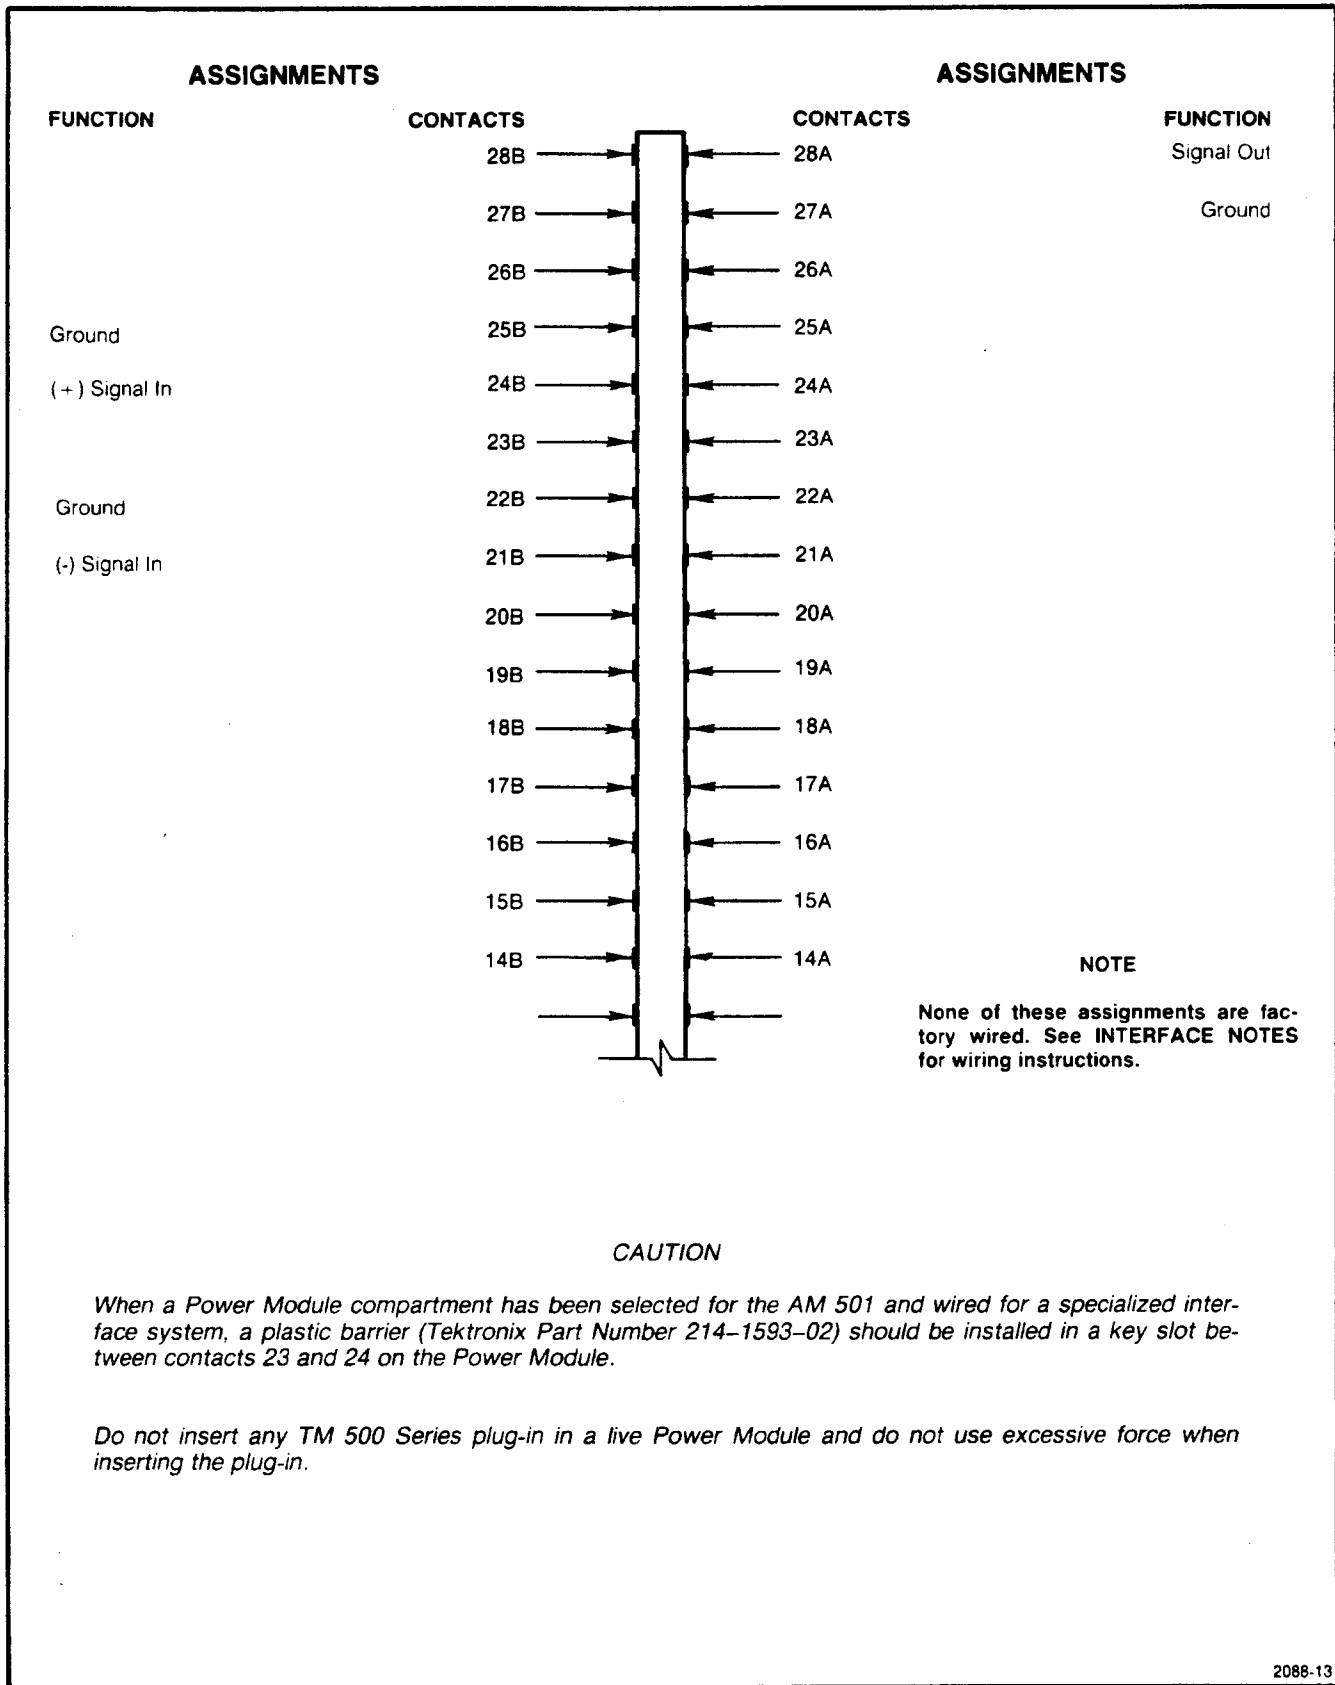 ASSIGNMENTS ASSIGNMENTS
FUNCTION CONTACTS CONTACTS FUNCTION
28B 28A Signal Out
27B 27A Ground
26B 26A
Ground 25B 25A
(+) Signal In 24B 24A
23B 23A
Ground 22B 22A
(-) Signal In 21B 21A
20B 20A
19B 19A
18B 18A
17B 17A
16B 16A
15B 15A
14B 14A
NOTE
None of these assignments are fac-
tory wired. See INTERFACE NOTES
for wiring instructions.
CAUTION
When a Power Module compartment has been selected for the AM 501 and wired for a specialized inter-
face system, a plastic barrier (Tektronix Part Number 214–1593–02) should be installed in a key slot be-
tween contacts 23 and 24 on the Power Module.
Do not insert any TM 500 Series plug-in in a live Power Module and do not use excessive force when
inserting the plug-in.
2088-13